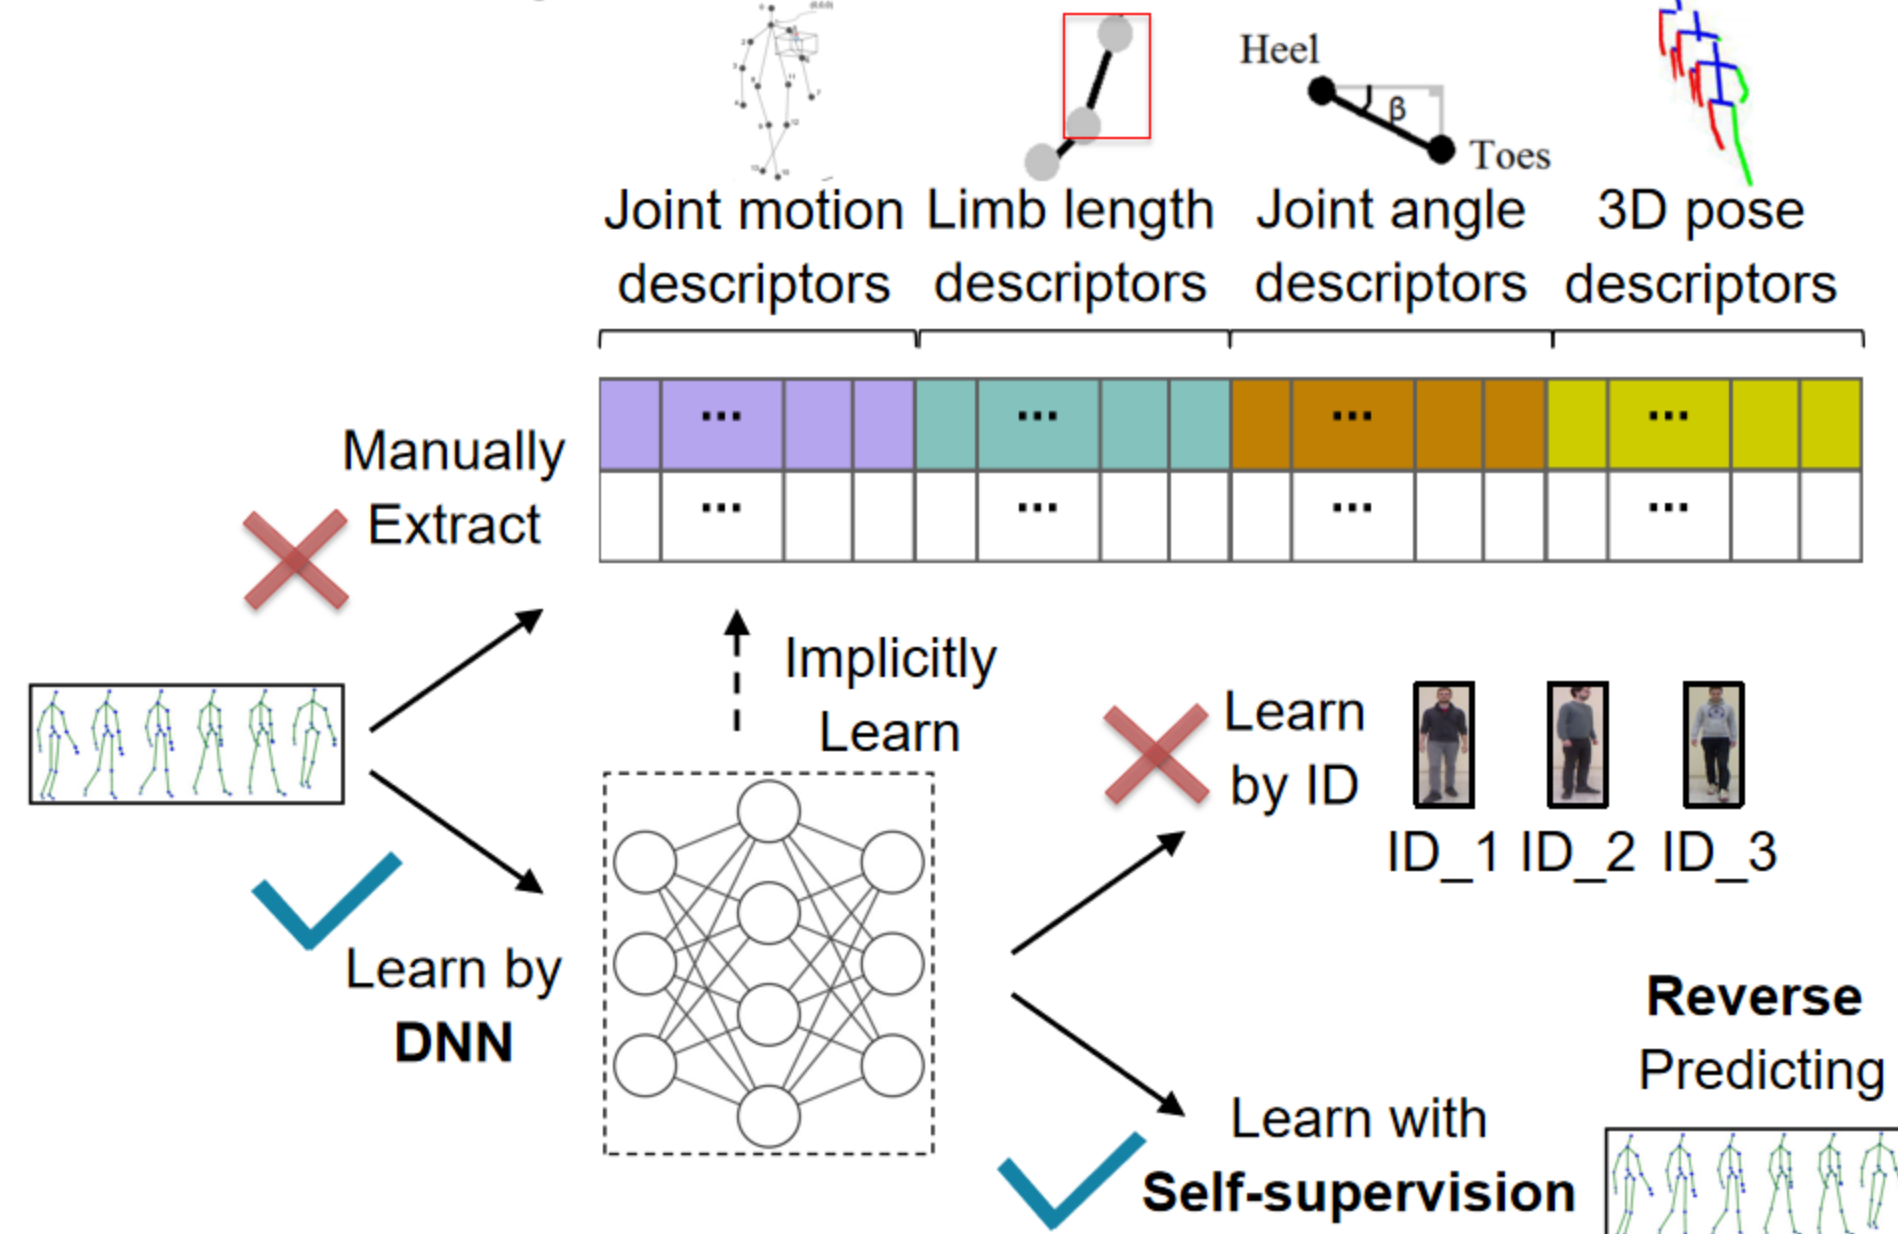 Heel
β
Toes
Joint motion descriptors
Limb length descriptors
Joint angle descriptors
3D pose descriptors
...
...
...
...
Manually
Extract
...
...
...
...
Implicitly
Learn
Learn
by ID
ID_1 ID_2 ID_3
Learn by
DNN
Reverse
Predicting
Learn with
Self-supervision